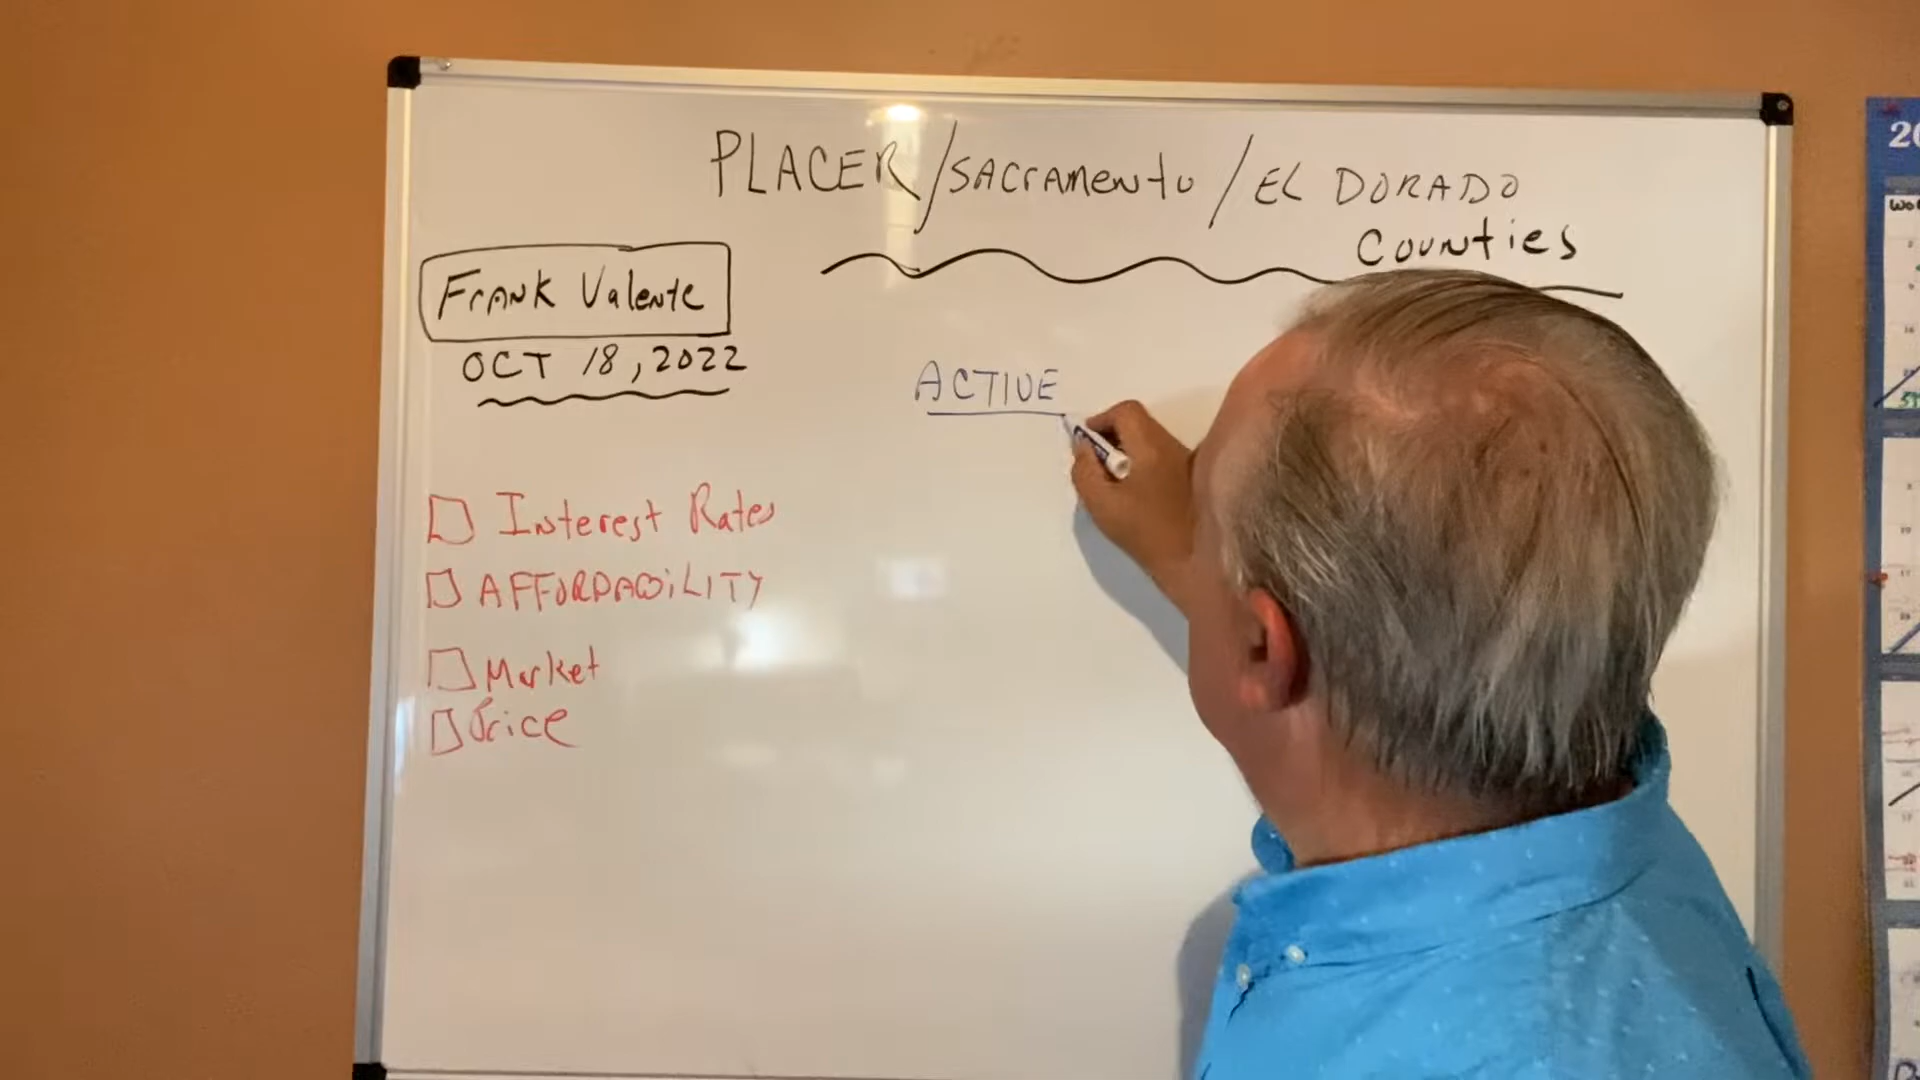 PLACER/SACramento/EL DORADO
Counties
FRANK Valente
OCT 18, 2022
ACTIVE
Interest Rates
AFFORDABiLITY
Market
Price